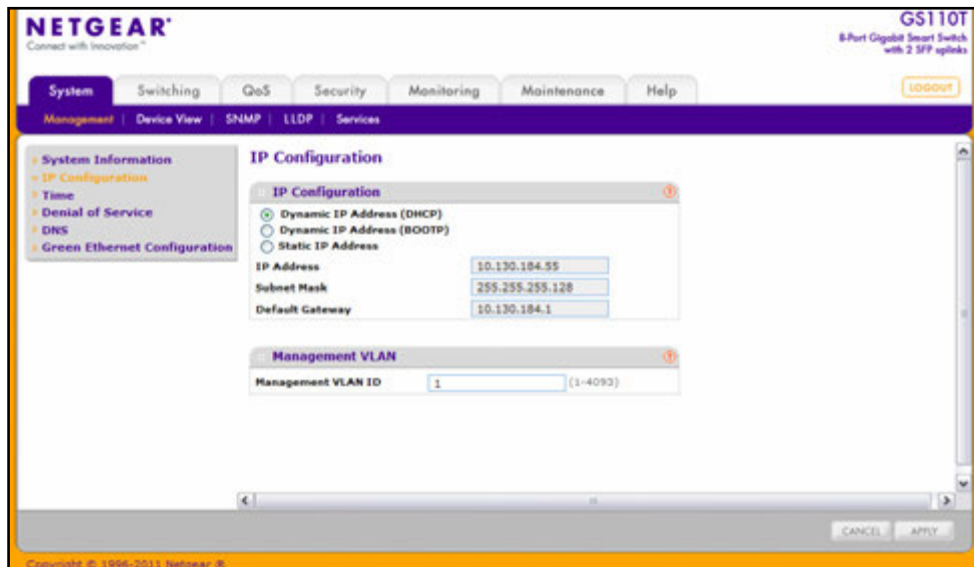 NETGEAR®
Connect with Innovation™
GS110T
8-Port Gigabit Smart Switch
with 2 SFP uplinks
System Switching QoS Security Monitoring Maintenance Help LOGOUT
Management | Device View | SNMP | LLDP | Services
System Information
IP Configuration
Time
Denial of Service
DNS
Green Ethernet Configuration
IP Configuration
IP Configuration
Dynamic IP Address (DHCP)
Dynamic IP Address (BOOTP)
Static IP Address
IP Address 10.130.184.55
Subnet Mask 255.255.255.128
Default Gateway 10.130.184.1
Management VLAN
Management VLAN ID 1 (1-4093)
CANCEL APPLY
Copyright © 1996-2011 Netgear ®